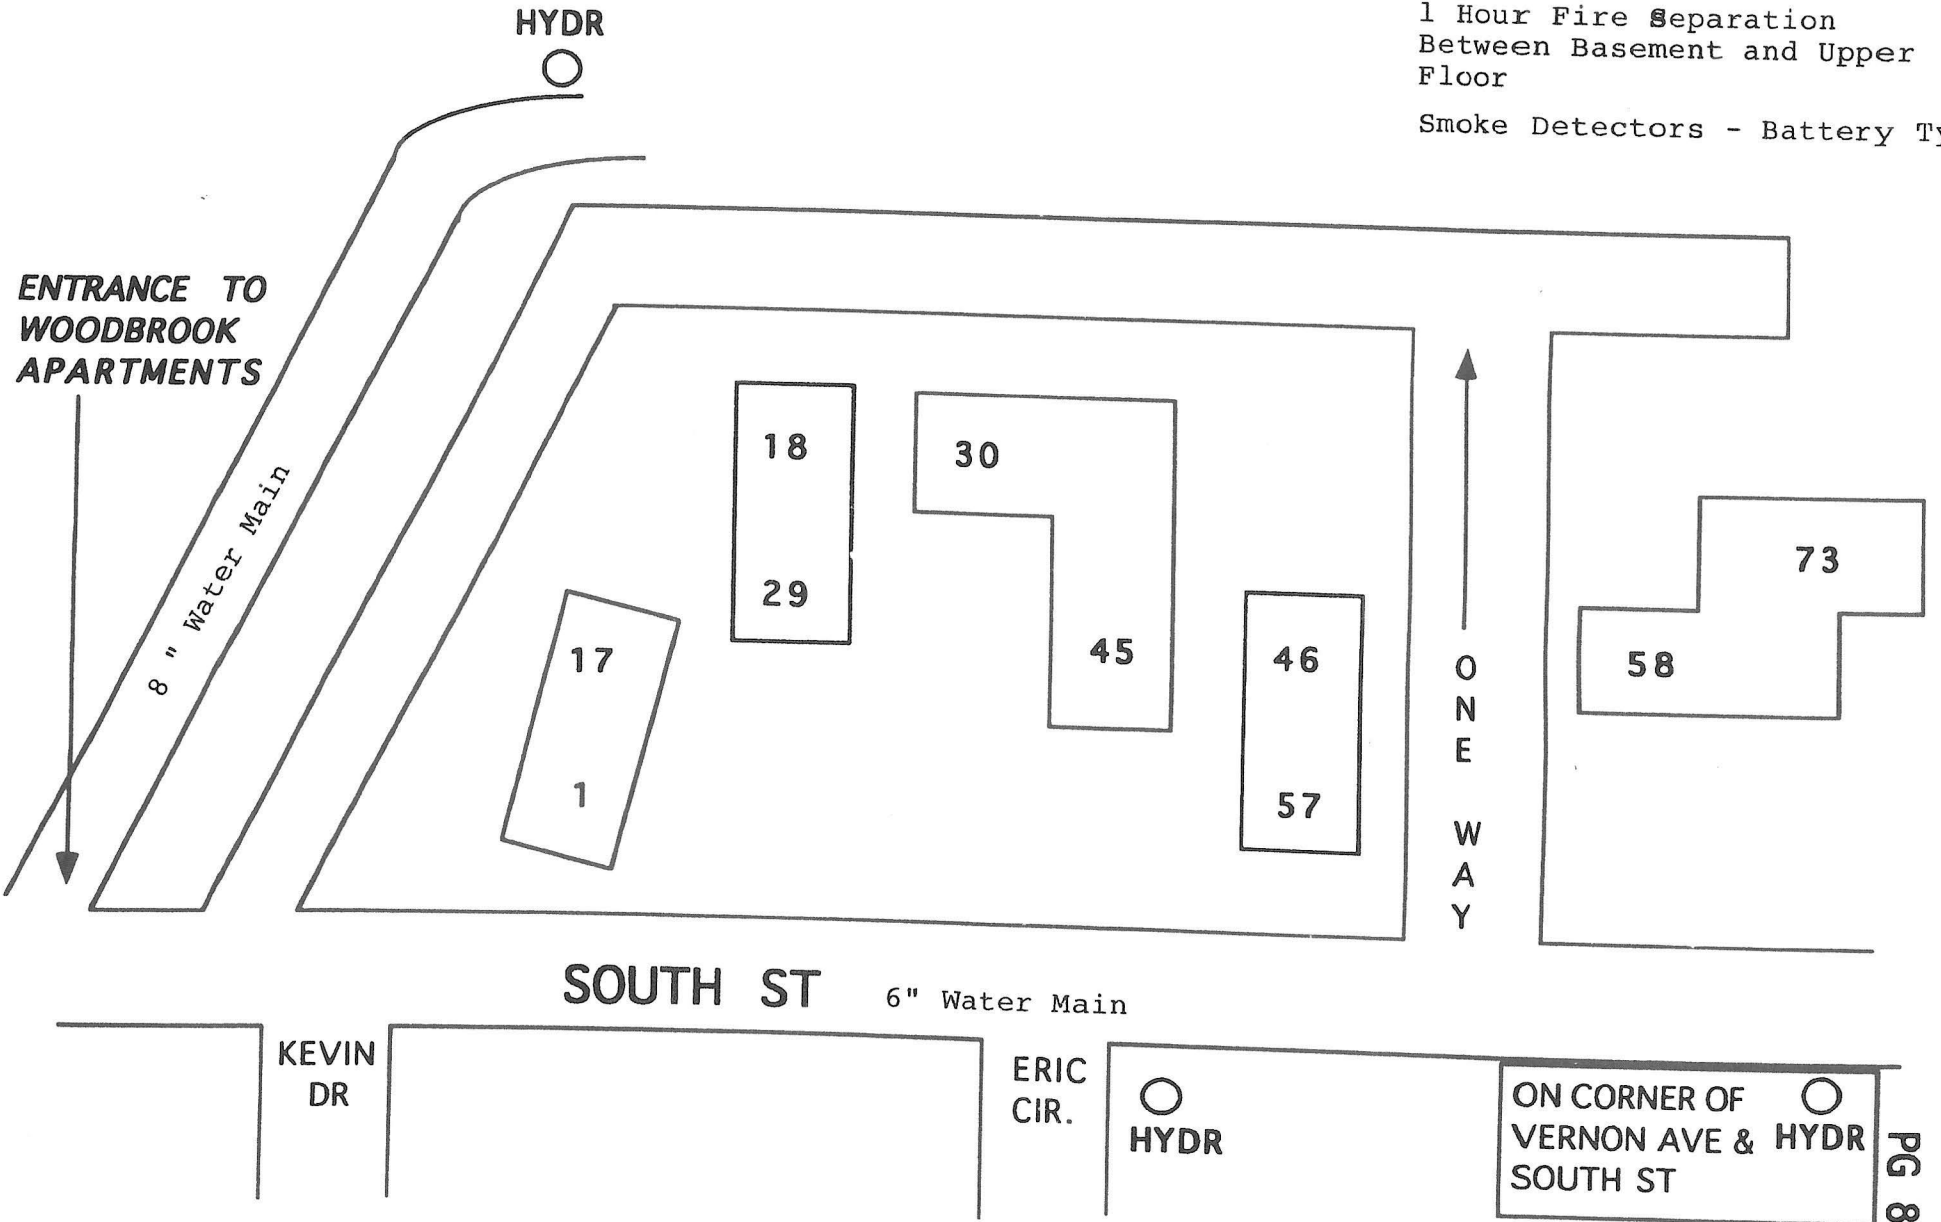 HYDR
1 Hour Fire Separation
Between Basement and Upper
Floor
Smoke Detectors - Battery
ENTRANCE TO
WOODBROOK
APARTMENTS
8 " Water Main
18
29
30
45
17
1
46
57
ONE WAY
73
58
SOUTH ST
6" Water Main
KEVIN
DR
ERIC
CIR.
HYDR
ON CORNER OF
VERNON AVE &
SOUTH ST
HYDR
PG 8